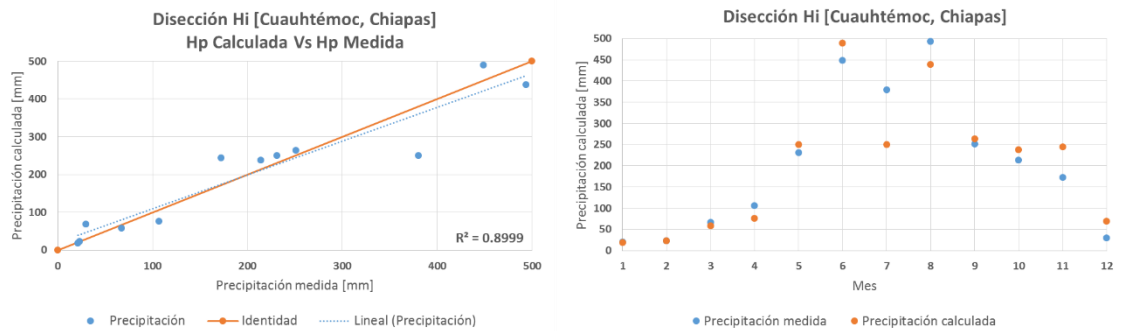 Disección Hi [Cuauhtémoc, Chiapas]
Hp Calculada Vs Hp Medida
Precipitación calculada [mm]
500
400
300
200
100
0
0 100 200 300 400 500
R² = 0.8999
Precipitación medida [mm]
Precipitación Identidad Lineal (Precipitación)
Disección Hi [Cuauhtémoc, Chiapas]
Precipitación calculada [mm]
500
450
400
350
300
250
200
150
100
50
0
1 2 3 4 5 6 7 8 9 10 11 12
Mes
Precipitación medida Precipitación calculada